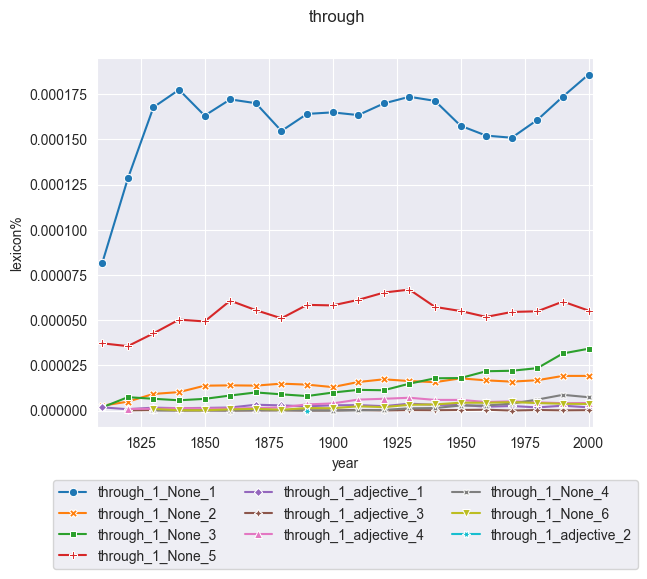 through
0.000175
0.000150
0.000125
0.000100
0.000075
0.000050
0.000025
0.000000
lexicon%
1825 1850 1875 1900 1925 1950 1975 2000
year
through_1_None_1 through_1_adjective_1 through_1_None_4
through_1_None_2 through_1_adjective_3 through_1_None_6
through_1_None_3 through_1_adjective_4 through_1_adjective_2
through_1_None_5